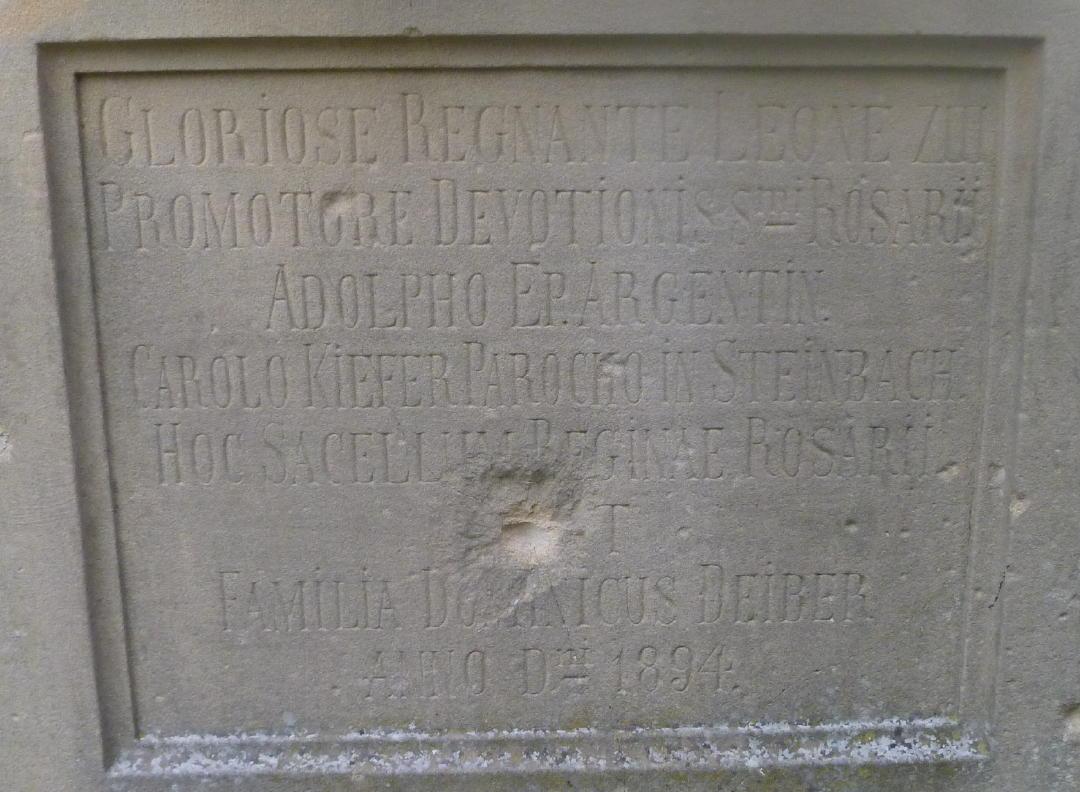 GLORIOSE REGNANTE LEONE XIII
PROMOTORE DEVOTIONIS STI ROSARII
ADOLPHO EP. ARGENTIN.
CAROLO KIEFER PAROCHO IN STEINBACH.
HOC SACELLUM REGINAE ROSARII
T
FAMILIA DOMINICUS DEIBER
ANNO DNI 1894.